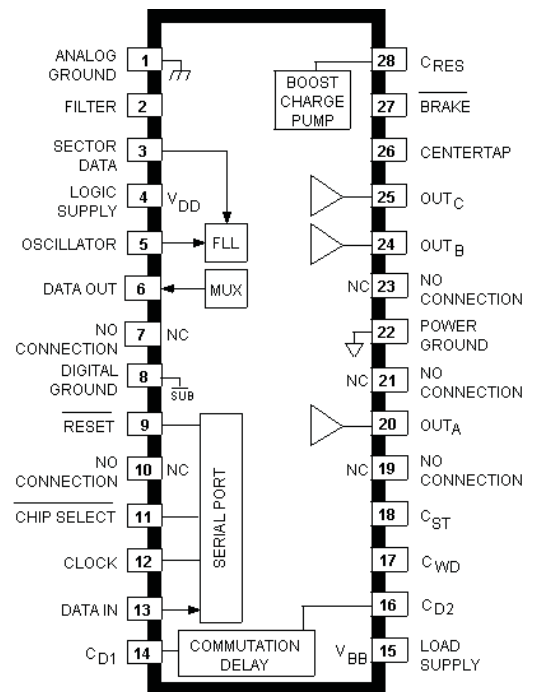 ANALOG
GROUND
1
FILTER
2
SECTOR
DATA
3
LOGIC
SUPPLY
4
VDD
OSCILLATOR
5
FLL
DATA OUT
6
MUX
NO
CONNECTION
7
NC
DIGITAL
GROUND
8
SUB
RESET
9
NO
CONNECTION
10
NC
CHIP SELECT
11
CLOCK
12
DATA IN
13
SERIAL PORT
CD1
14
COMMUTATION
DELAY
BOOST
CHARGE
PUMP
28
CRES
27
BRAKE
26
CENTERTAP
25
OUTC
24
OUTB
NC
23
NO
CONNECTION
22
POWER
GROUND
NC
21
NO
CONNECTION
20
OUTA
NC
19
NO
CONNECTION
18
CST
17
CWD
16
CD2
VBB
15
LOAD
SUPPLY